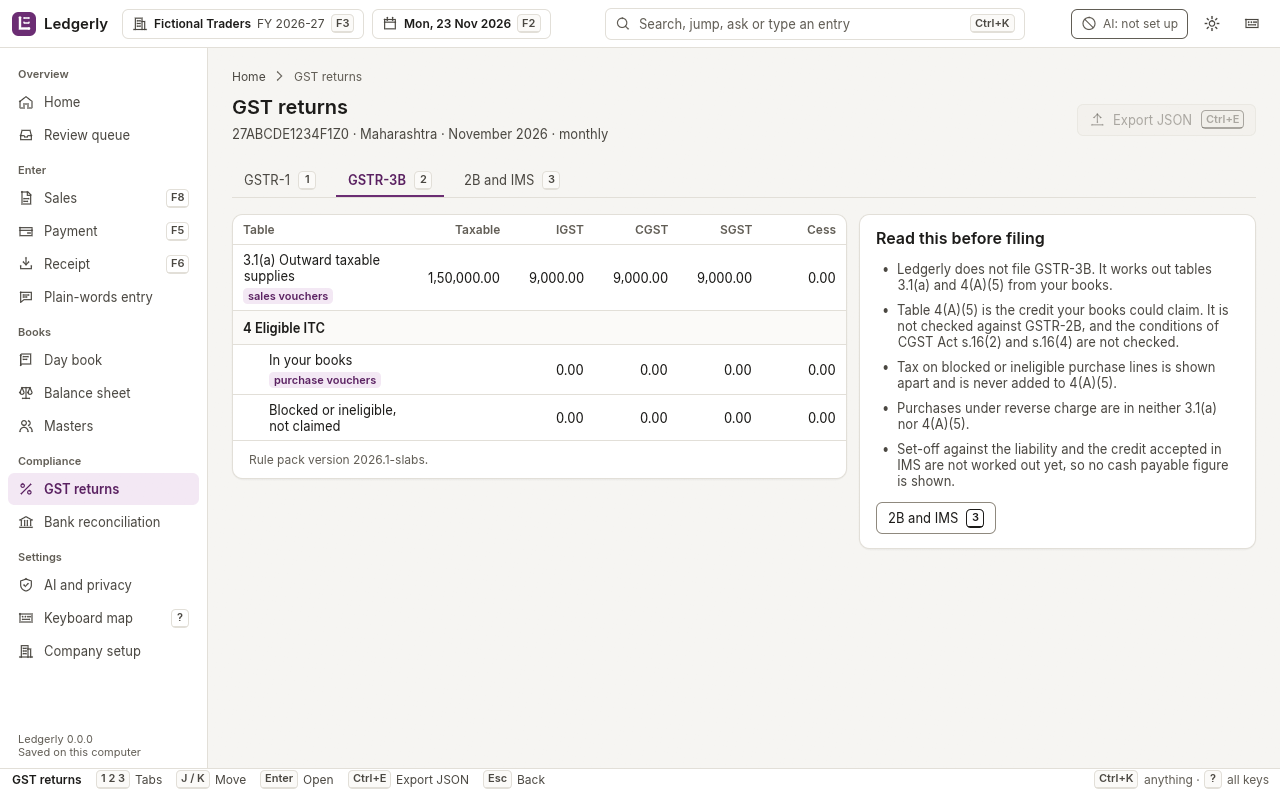 Ledgerly
Fictional Traders FY 2026-27 F3
Mon, 23 Nov 2026 F2
Search, jump, ask or type an entry Ctrl+K
AI: not set up
Overview
Home
Review queue
Enter
Sales F8
Payment F5
Receipt F6
Plain-words entry
Books
Day book
Balance sheet
Masters
Compliance
GST returns
Bank reconciliation
Settings
AI and privacy
Keyboard map ?
Company setup
Ledgerly 0.0.0
Saved on this computer
Home GST returns
GST returns
27ABCDE1234F1Z0 · Maharashtra · November 2026 · monthly
Export JSON Ctrl+E
GSTR-1 1 GSTR-3B 2 2B and IMS 3
Table Taxable IGST CGST SGST Cess
3.1(a) Outward taxable
supplies
sales vouchers
1,50,000.00 9,000.00 9,000.00 9,000.00 0.00
4 Eligible ITC
In your books
purchase vouchers
0.00 0.00 0.00 0.00
Blocked or ineligible,
not claimed
0.00 0.00 0.00 0.00
Rule pack version 2026.1-slabs.
Read this before filing
• Ledgerly does not file GSTR-3B. It works out tables
3.1(a) and 4(A)(5) from your books.
• Table 4(A)(5) is the credit your books could claim. It is
not checked against GSTR-2B, and the conditions of
CGST Act s.16(2) and s.16(4) are not checked.
• Tax on blocked or ineligible purchase lines is shown
apart and is never added to 4(A)(5).
• Purchases under reverse charge are in neither 3.1(a)
nor 4(A)(5).
• Set-off against the liability and the credit accepted in
IMS are not worked out yet, so no cash payable figure
is shown.
2B and IMS 3
GST returns 1 2 3 Tabs J / K Move Enter Open Ctrl+E Export JSON Esc Back
Ctrl+K anything · ? all keys